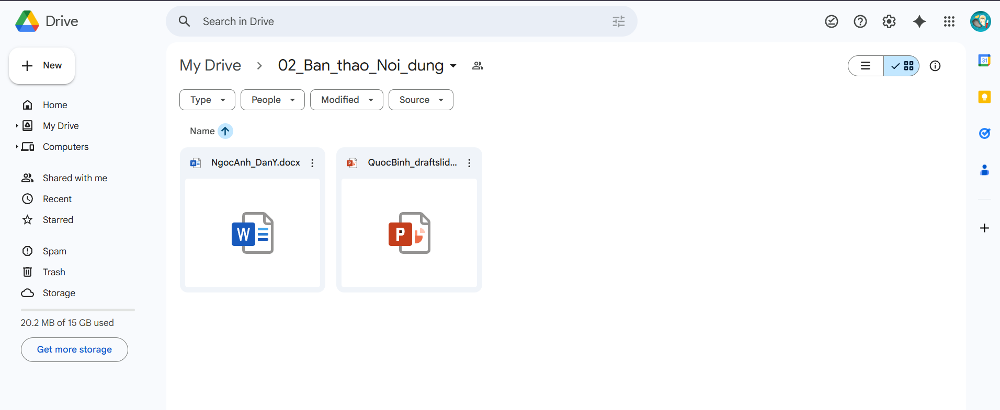 Drive
Search in Drive
New
My Drive
02_Ban_thao_Noi_dung
31
Type
People
Modified
Source
Home
My Drive
Computers
Name
Shared with me
Recent
Starred
NgocAnh_DanY.docx
QuocBinh_draftslid...
W
P
Spam
Trash
Storage
20.2 MB of 15 GB used
Get more storage